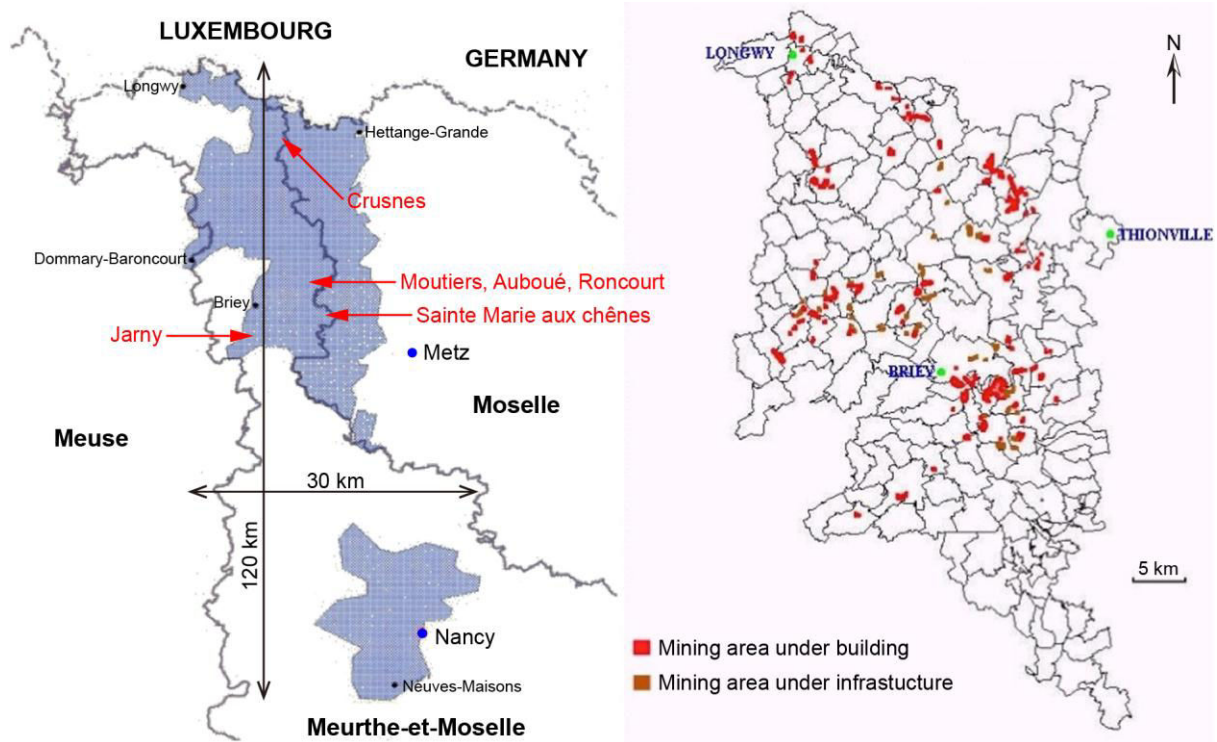 LUXEMBOURG
GERMANY
Longwy
Hettange-Grande
Crusnes
Dommary-Baroncourt
Moutiers, Auboué, Roncourt
Briey
Sainte Marie aux chênes
Jarny
Metz
Moselle
Meuse
30 km
120 km
Nancy
Neuves-Maisons
Meurthe-et-Moselle
LONGWY
N
THIONVILLE
BRIEY
5 km
Mining area under building
Mining area under infrastucture